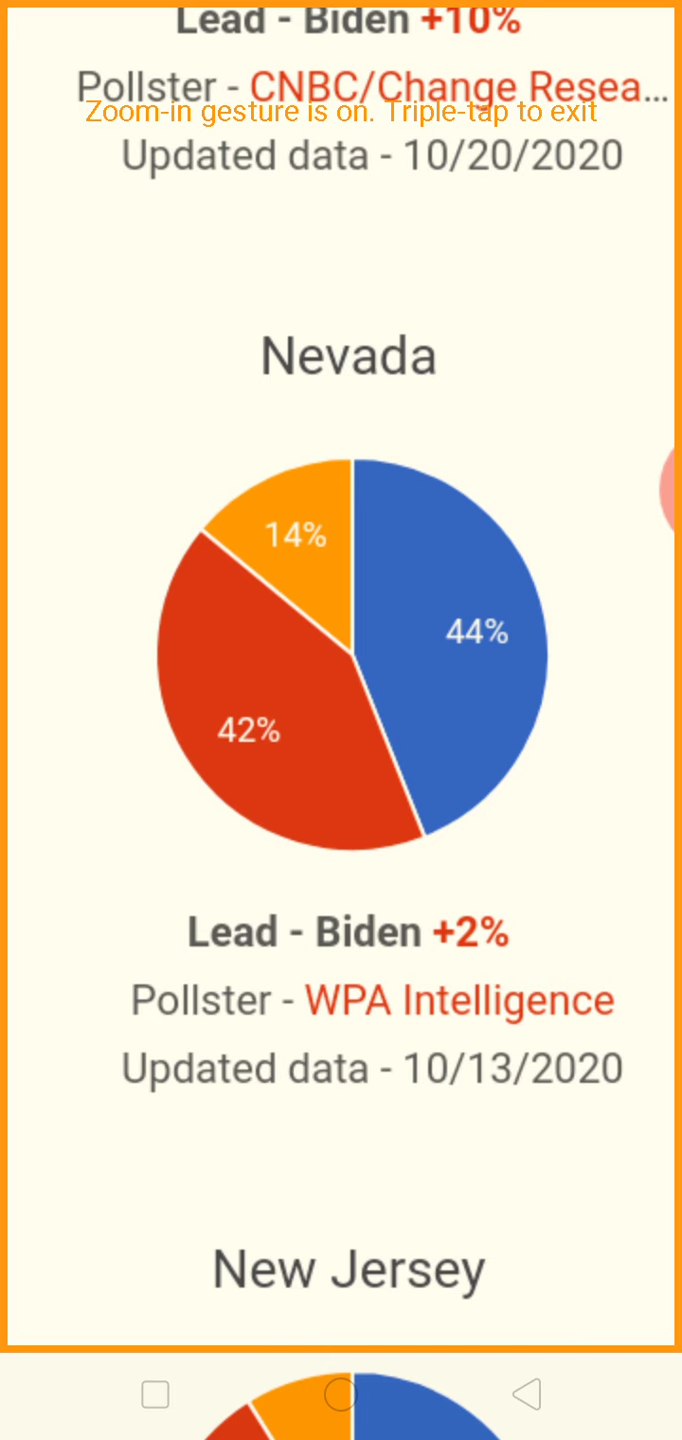 Lead - Biden +10%
Pollster - CNBC/Change Resea...
Zoom-in gesture is on. Triple-tap to exit
Updated data - 10/20/2020
Nevada
14%
44%
42%
Lead - Biden +2%
Pollster - WPA Intelligence
Updated data - 10/13/2020
New Jersey